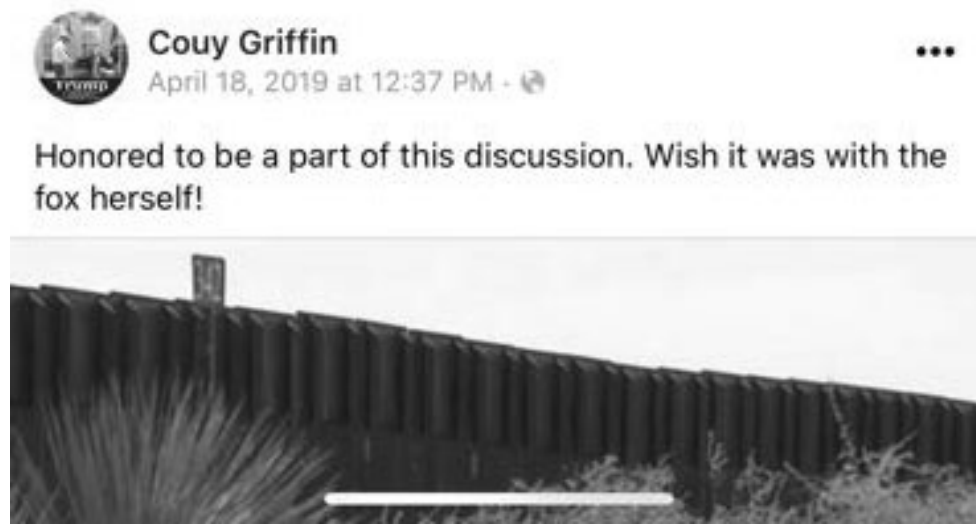 Couy Griffin
April 18, 2019 at 12:37 PM ·
Honored to be a part of this discussion. Wish it was with the
fox herself!
Trump